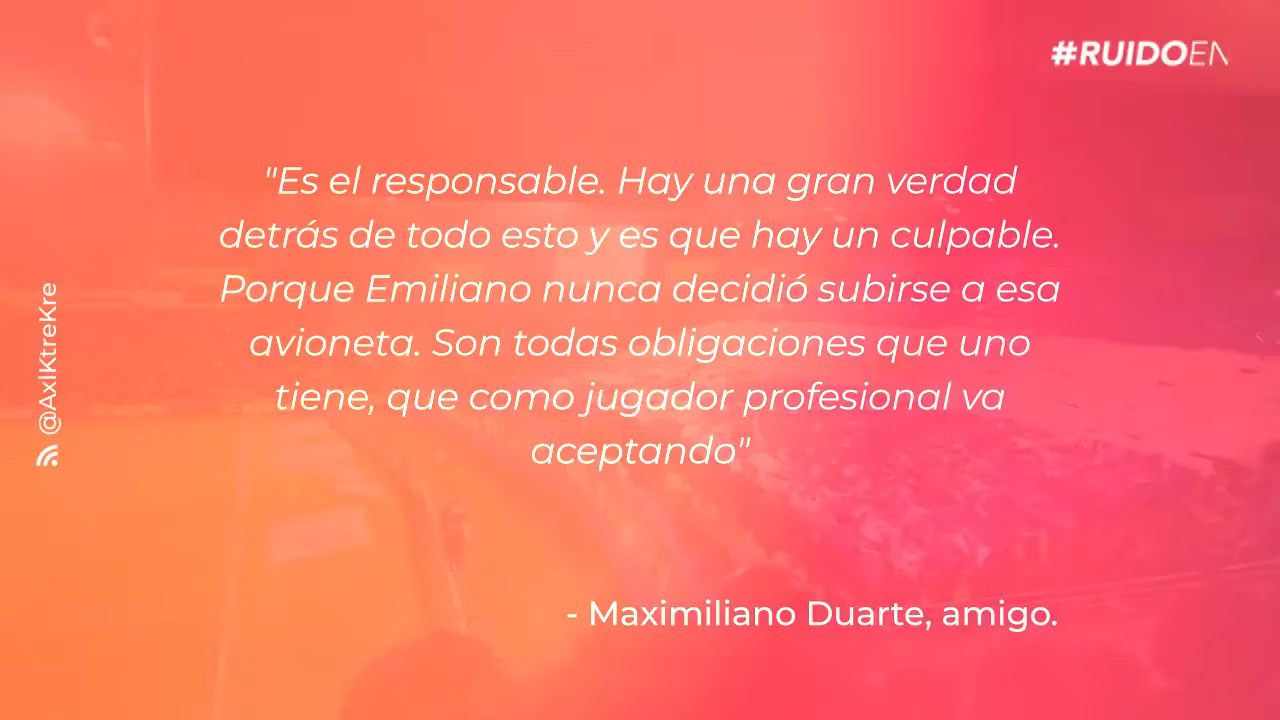 #RUIDOEN
"Es el responsable. Hay una gran verdad
detrás de todo esto y es que hay un culpable.
Porque Emiliano nunca decidió subirse a esa
avioneta. Son todas obligaciones que uno
tiene, que como jugador profesional va
aceptando"
- Maximiliano Duarte, amigo.
@AxlKtreKre